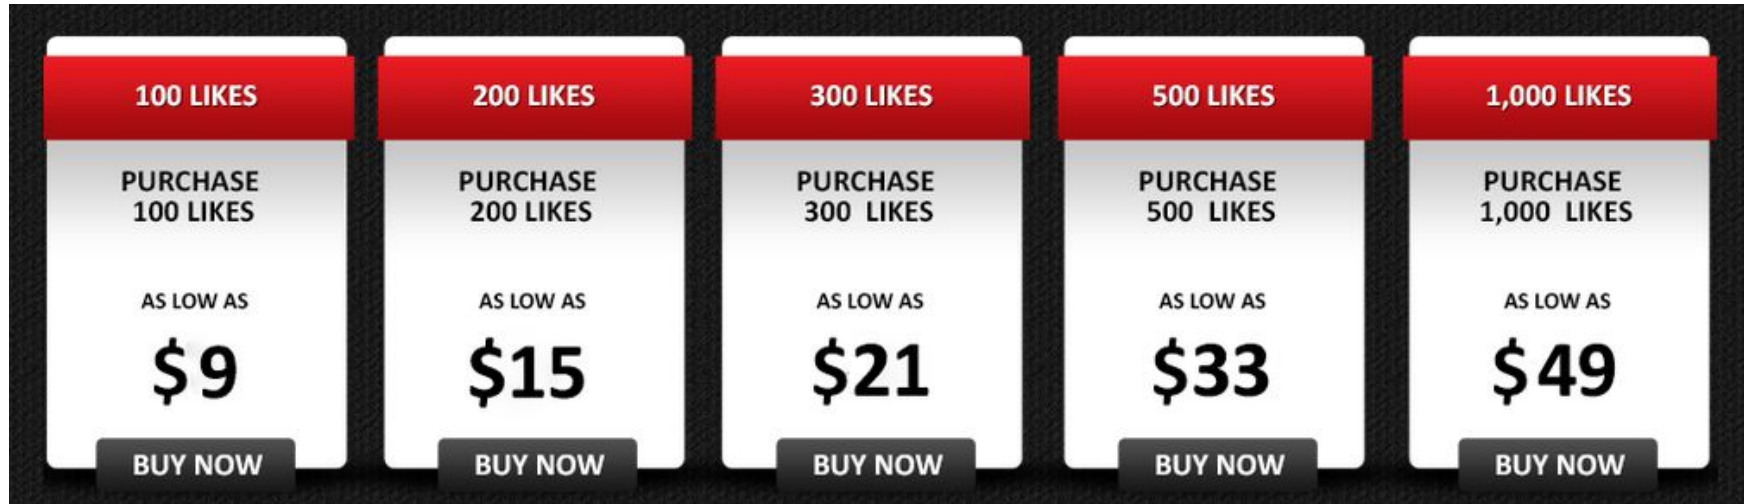 100 LIKES
PURCHASE
100 LIKES
AS LOW AS
$9
BUY NOW
200 LIKES
PURCHASE
200 LIKES
AS LOW AS
$15
BUY NOW
300 LIKES
PURCHASE
300 LIKES
AS LOW AS
$21
BUY NOW
500 LIKES
PURCHASE
500 LIKES
AS LOW AS
$33
BUY NOW
1,000 LIKES
PURCHASE
1,000 LIKES
AS LOW AS
$49
BUY NOW